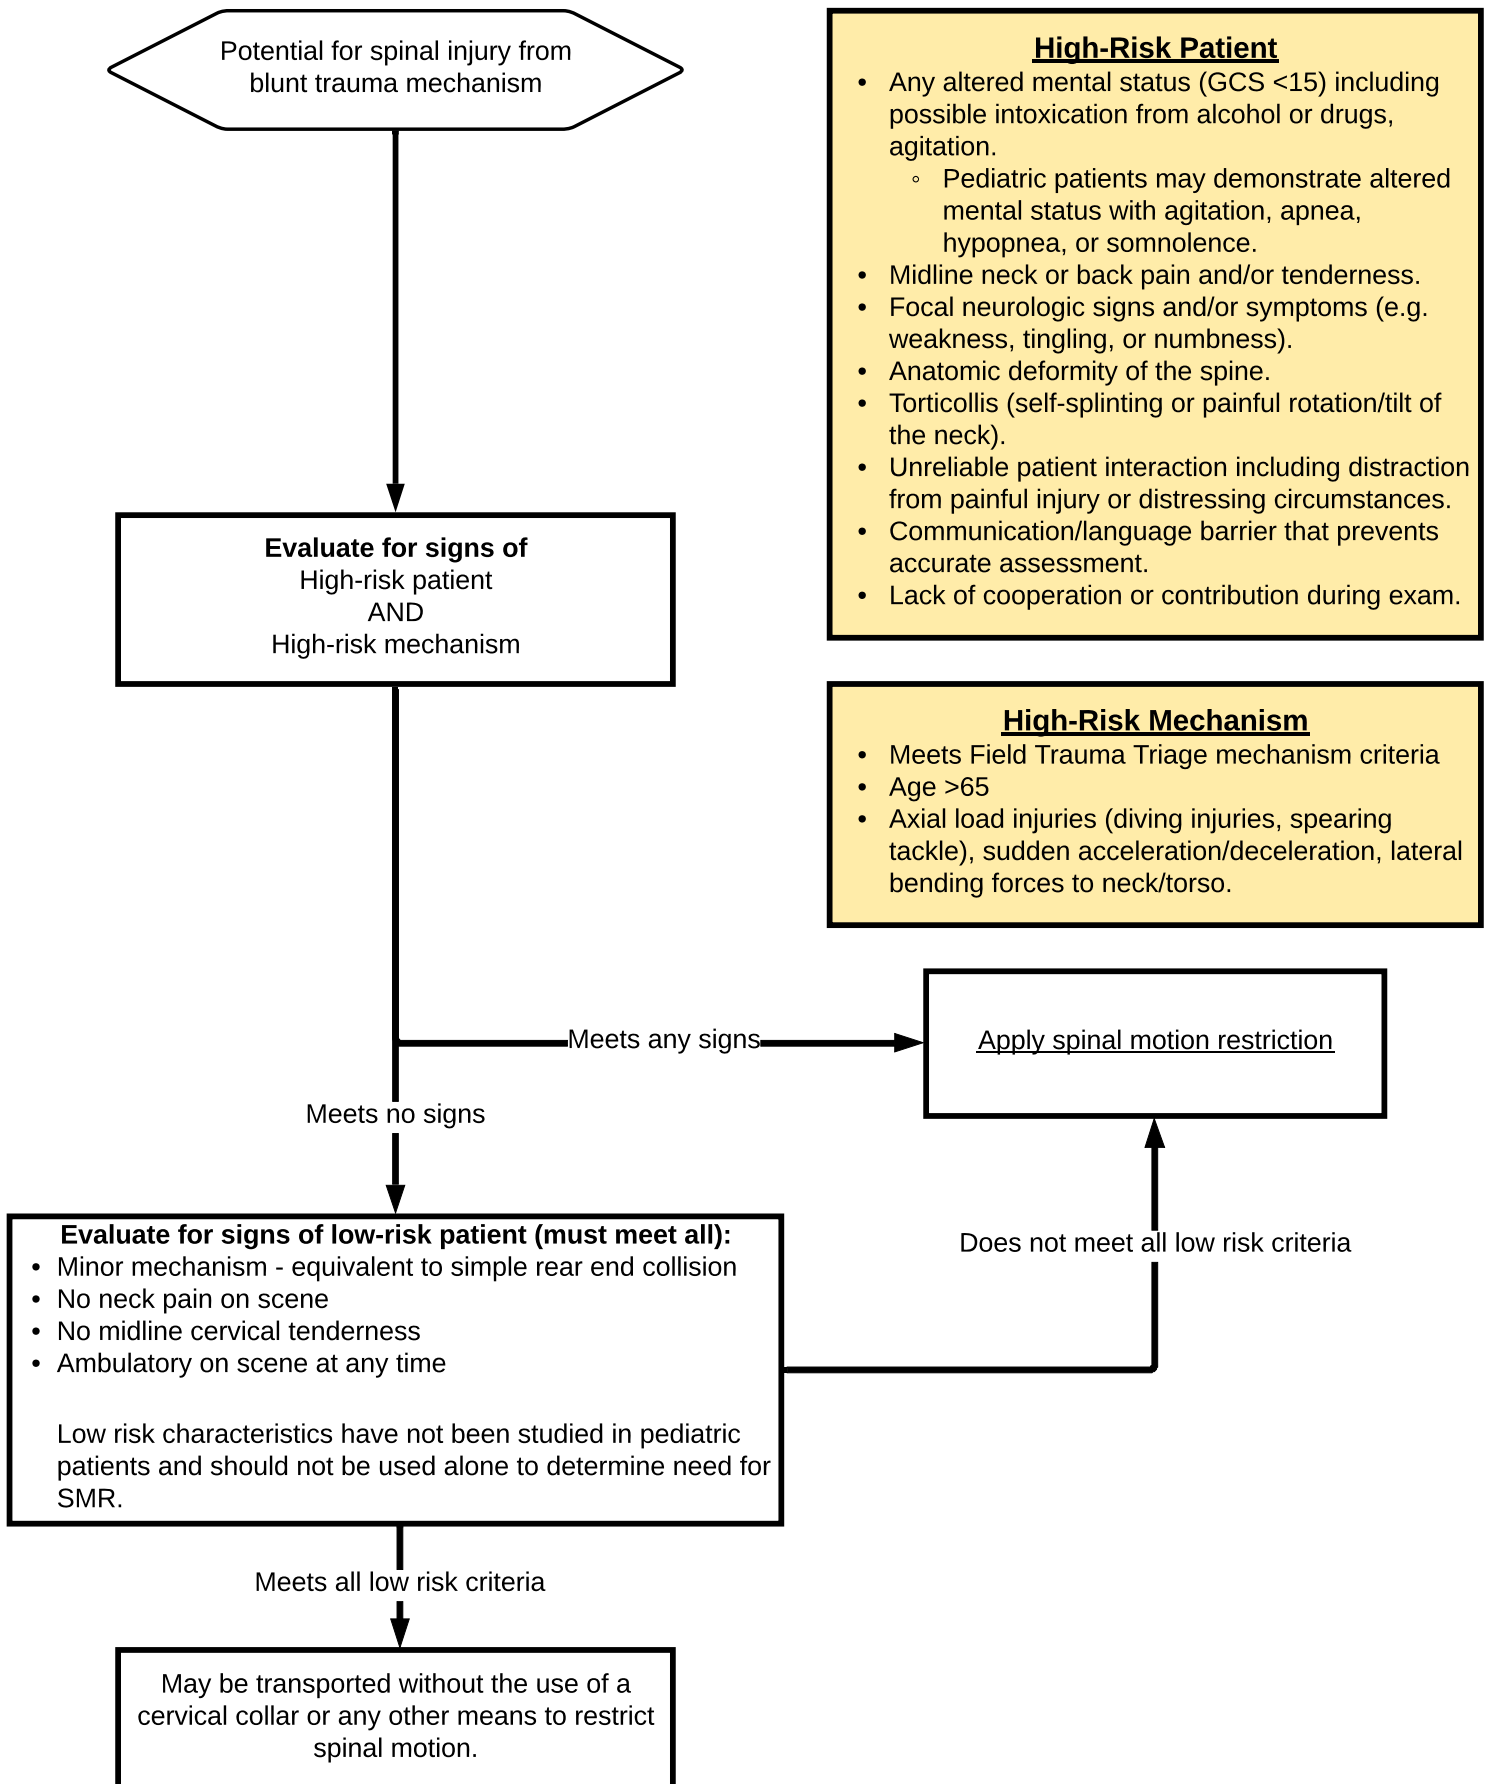 Potential for spinal injury from
blunt trauma mechanism
High-Risk Patient
• Any altered mental status (GCS <15) including
possible intoxication from alcohol or drugs,
agitation.
◦ Pediatric patients may demonstrate altered
mental status with agitation, apnea,
hypopnea, or somnolence.
• Midline neck or back pain and/or tenderness.
• Focal neurologic signs and/or symptoms (e.g.
weakness, tingling, or numbness).
• Anatomic deformity of the spine.
• Torticollis (self-splinting or painful rotation/tilt of
the neck).
• Unreliable patient interaction including distraction
from painful injury or distressing circumstances.
• Communication/language barrier that prevents
accurate assessment.
• Lack of cooperation or contribution during exam.
Evaluate for signs of
High-risk patient
AND
High-risk mechanism
High-Risk Mechanism
• Meets Field Trauma Triage mechanism criteria
• Age >65
• Axial load injuries (diving injuries, spearing
tackle), sudden acceleration/deceleration, lateral
bending forces to neck/torso.
Meets any signs
Apply spinal motion restriction
Meets no signs
Evaluate for signs of low-risk patient (must meet all):
• Minor mechanism - equivalent to simple rear end collision
• No neck pain on scene
• No midline cervical tenderness
• Ambulatory on scene at any time
Low risk characteristics have not been studied in pediatric
patients and should not be used alone to determine need for
SMR.
Does not meet all low risk criteria
Meets all low risk criteria
May be transported without the use of a
cervical collar or any other means to restrict
spinal motion.